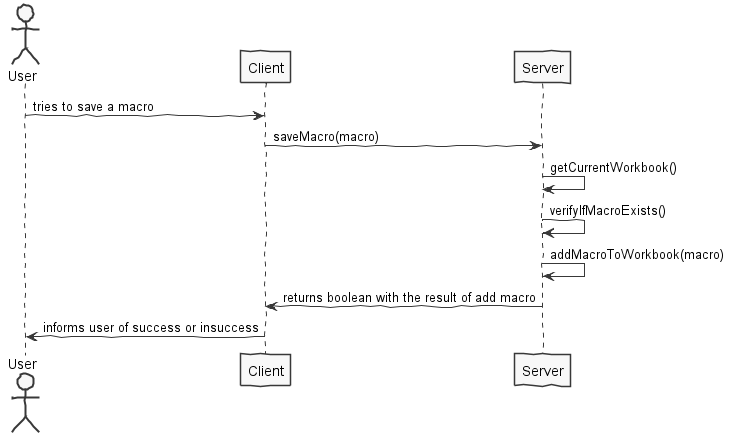 User
Client
Server
tries to save a macro
saveMacro(macro)
getCurrentWorkbook()
verifyIfMacroExists()
addMacroToWorkbook(macro)
returns boolean with the result of add macro
informs user of success or insuccess
User
Client
Server